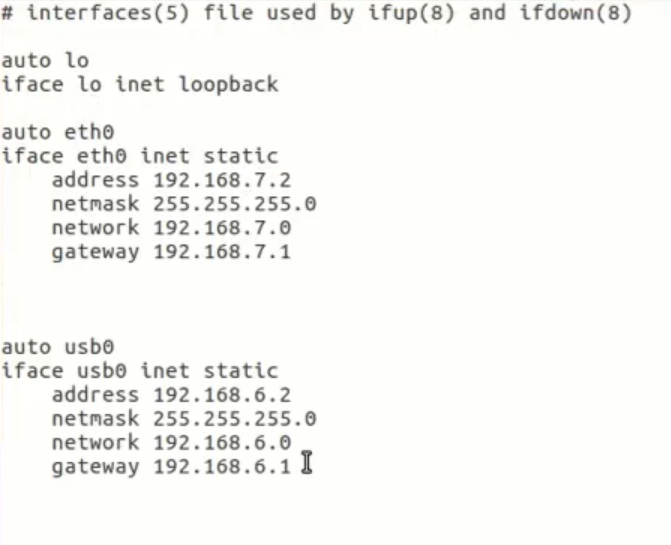 # interfaces(5) file used by ifup(8) and ifdown(8)
auto lo
iface lo inet loopback
auto eth0
iface eth0 inet static
address 192.168.7.2
netmask 255.255.255.0
network 192.168.7.0
gateway 192.168.7.1
auto usb0
iface usb0 inet static
address 192.168.6.2
netmask 255.255.255.0
network 192.168.6.0
gateway 192.168.6.1